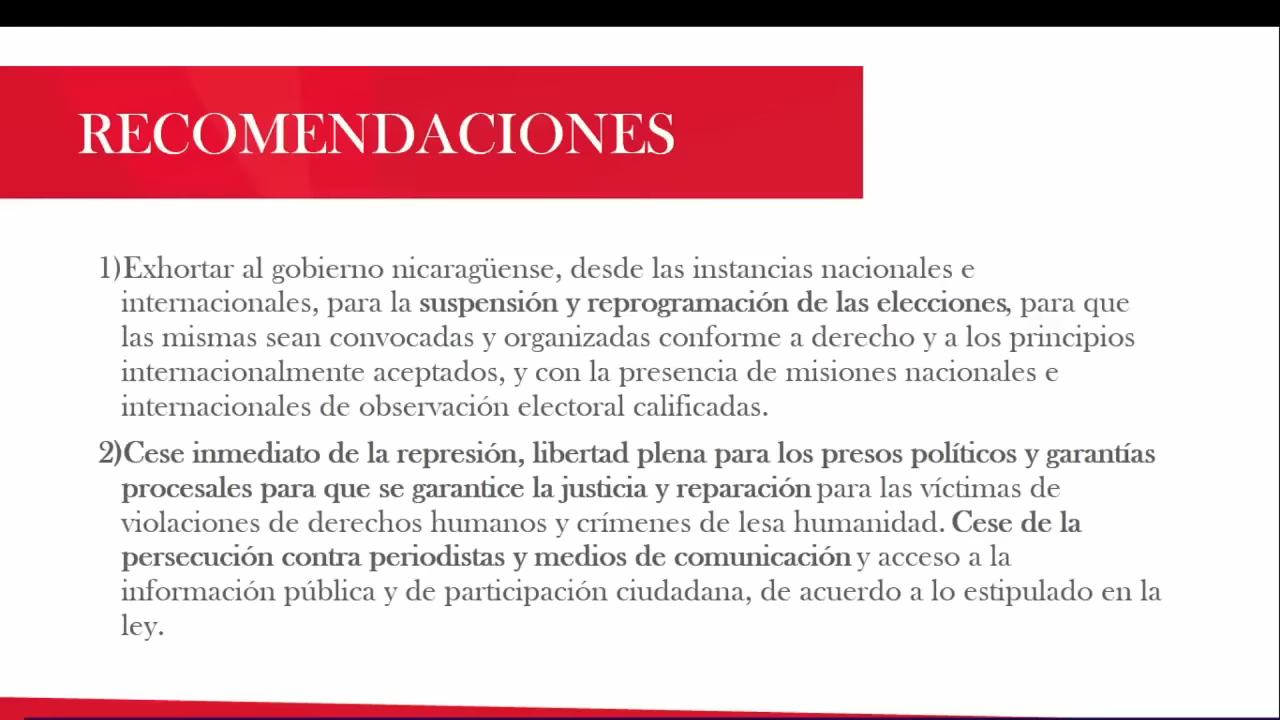 RECOMENDACIONES
1)Exhortar al gobierno nicaragüense, desde las instancias nacionales e
internacionales, para la suspensión y reprogramación de las elecciones, para que
las mismas sean convocadas y organizadas conforme a derecho y a los principios
internacionalmente aceptados, y con la presencia de misiones nacionales e
internacionales de observación electoral calificadas.
2)Cese inmediato de la represión, libertad plena para los presos políticos y garantías
procesales para que se garantice la justicia y reparación para las víctimas de
violaciones de derechos humanos y crímenes de lesa humanidad. Cese de la
persecución contra periodistas y medios de comunicación y acceso a la
información pública y de participación ciudadana, de acuerdo a lo estipulado en la
ley.